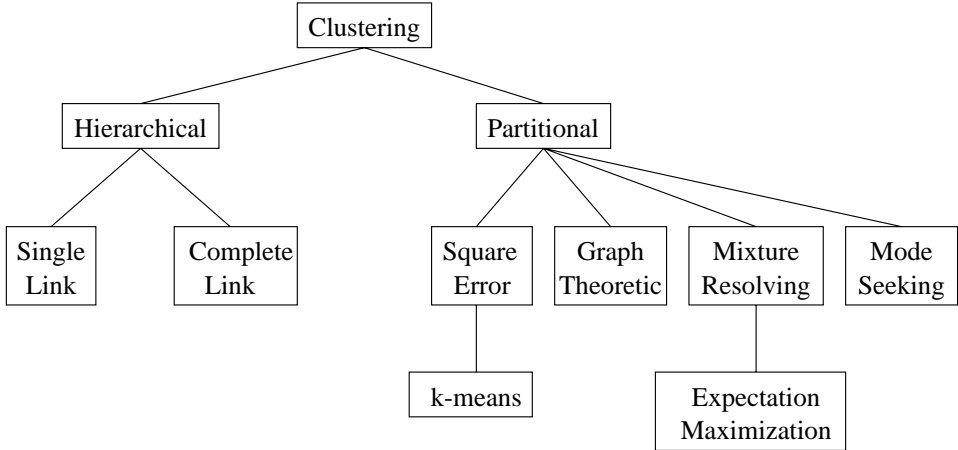 Clustering
Hierarchical
Partitional
Single
Link
Complete
Link
Square
Error
Graph
Theoretic
Mixture
Resolving
Mode
Seeking
k-means
Expectation
Maximization